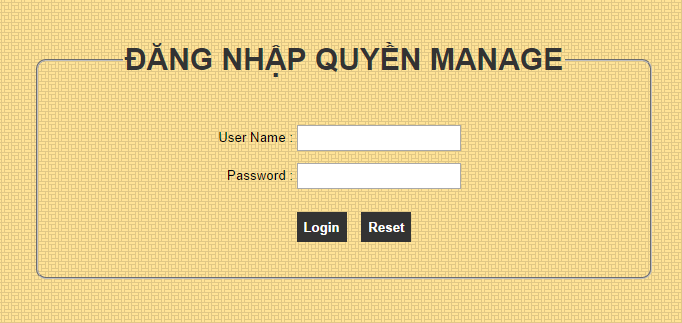 ĐĂNG NHẬP QUYỀN MANAGE
User Name :
Password :
Login Reset